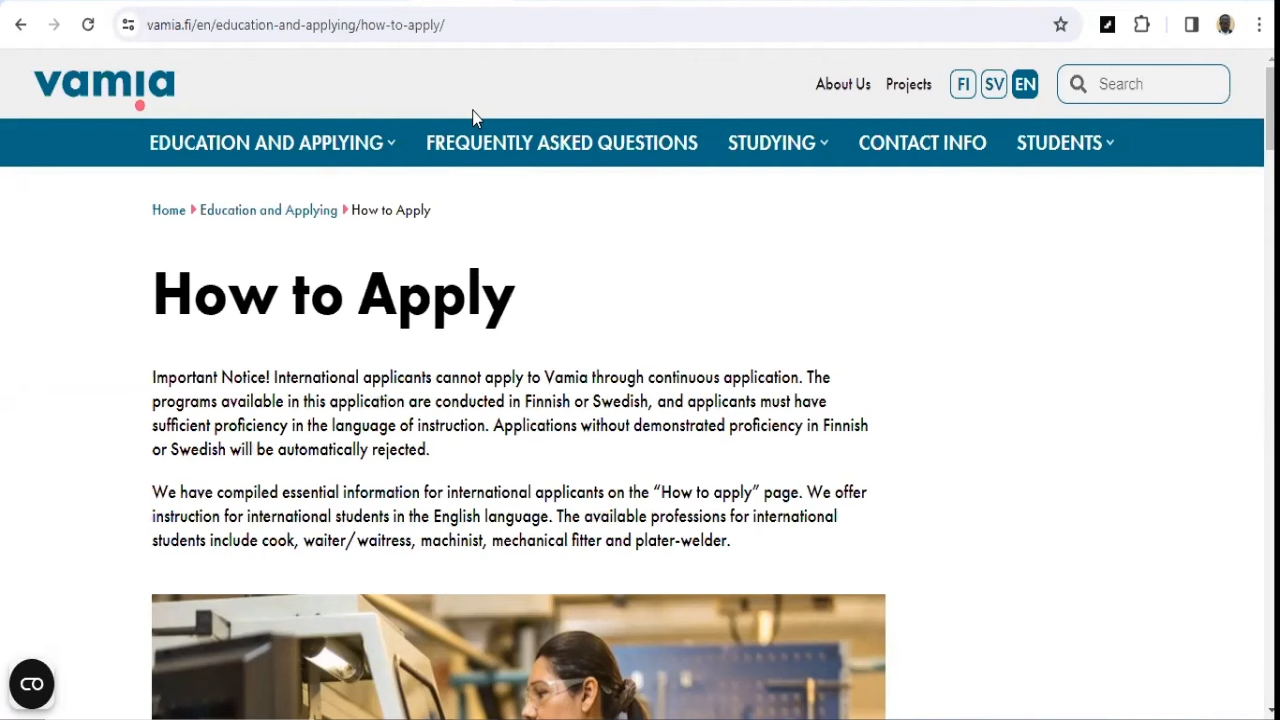 vamia.fi/en/education-and-applying/how-to-apply/
vamia
About Us Projects FI SV EN Search
EDUCATION AND APPLYING FREQUENTLY ASKED QUESTIONS STUDYING CONTACT INFO STUDENTS
Home Education and Applying How to Apply
How to Apply
Important Notice! International applicants cannot apply to Vamia through continuous application. The
programs available in this application are conducted in Finnish or Swedish, and applicants must have
sufficient proficiency in the language of instruction. Applications without demonstrated proficiency in Finnish
or Swedish will be automatically rejected.
We have compiled essential information for international applicants on the “How to apply” page. We offer
instruction for international students in the English language. The available professions for international
students include cook, waiter/waitress, machinist, mechanical fitter and plater-welder.